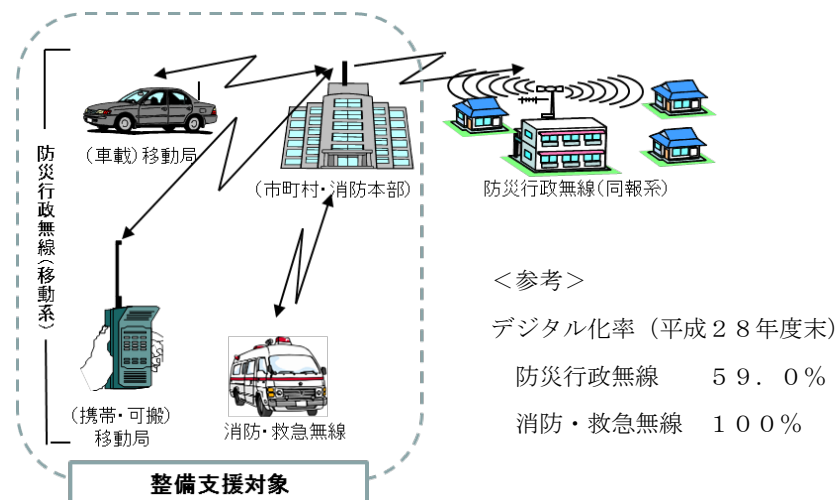 防災行政無線(移動系)
(車載)移動局
(市町村・消防本部)
防災行政無線(同報系)
(携帯・可搬)
移動局
消防・救急無線
整備支援対象
<参考>
デジタル化率(平成28年度末)
防災行政無線 59.0%
消防・救急無線 100%